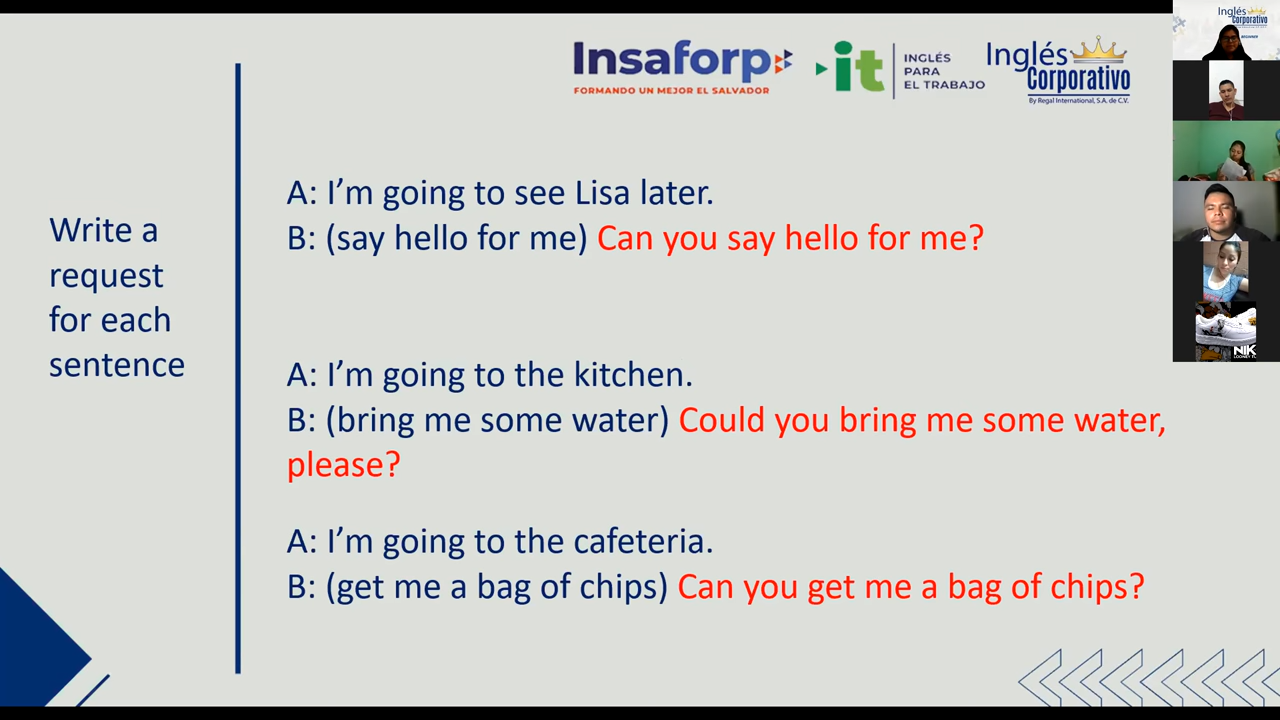 Insaforp
FORMANDO UN MEJOR EL SALVADOR
it
INGLÉS
PARA
EL TRABAJO
Inglés
Corporativo
By Regal International, S.A. de C.V.
Write a
request
for each
sentence
A: I’m going to see Lisa later.
B: (say hello for me) Can you say hello for me?
A: I’m going to the kitchen.
B: (bring me some water) Could you bring me some water,
please?
A: I’m going to the cafeteria.
B: (get me a bag of chips) Can you get me a bag of chips?
Inglés
Corporativo